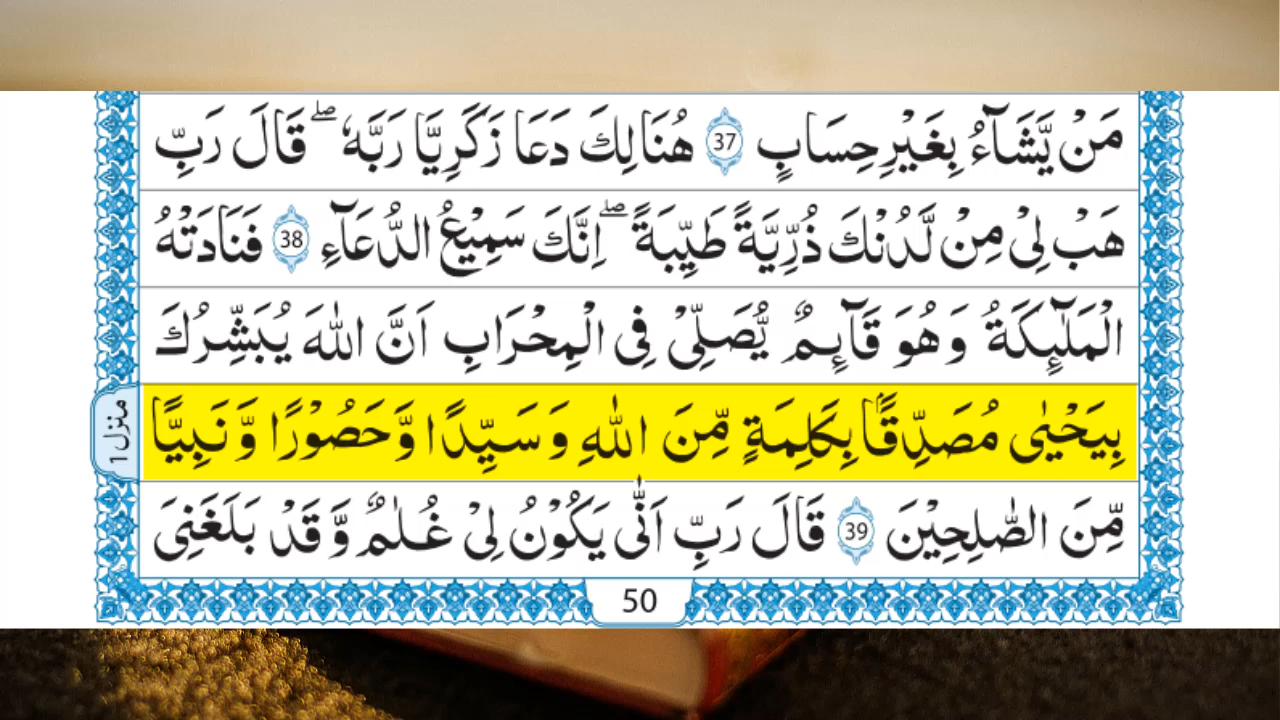 مَنْ يَّشَآءُ بِغَيْرِ حِسَابٍ 37 هُنَالِكَ دَعَا زَكَرِيَّا رَبَّهٗ ۖ قَالَ رَبِّ
هَبْ لِیْ مِنْ لَّدُنْكَ ذُرِّيَّةً طَيِّبَةً ۖ اِنَّكَ سَمِيْعُ الدُّعَآءِ 38 فَنَادَتْهُ
الْمَلٰٓئِكَةُ وَهُوَ قَآئِمٌ يُّصَلِّیْ فِی الْمِحْرَابِ اَنَّ اللّٰهَ يُبَشِّرُكَ
بِيَحْيٰى مُصَدِّقًاۢ بِكَلِمَةٍ مِّنَ اللّٰهِ وَسَيِّدًا وَّحَصُوْرًا وَّنَبِيًّا
مِّنَ الصّٰلِحِيْنَ 39 قَالَ رَبِّ اَنّٰى يَكُوْنُ لِیْ غُلٰمٌ وَّقَدْ بَلَغَنِیَ
منزل ١
50